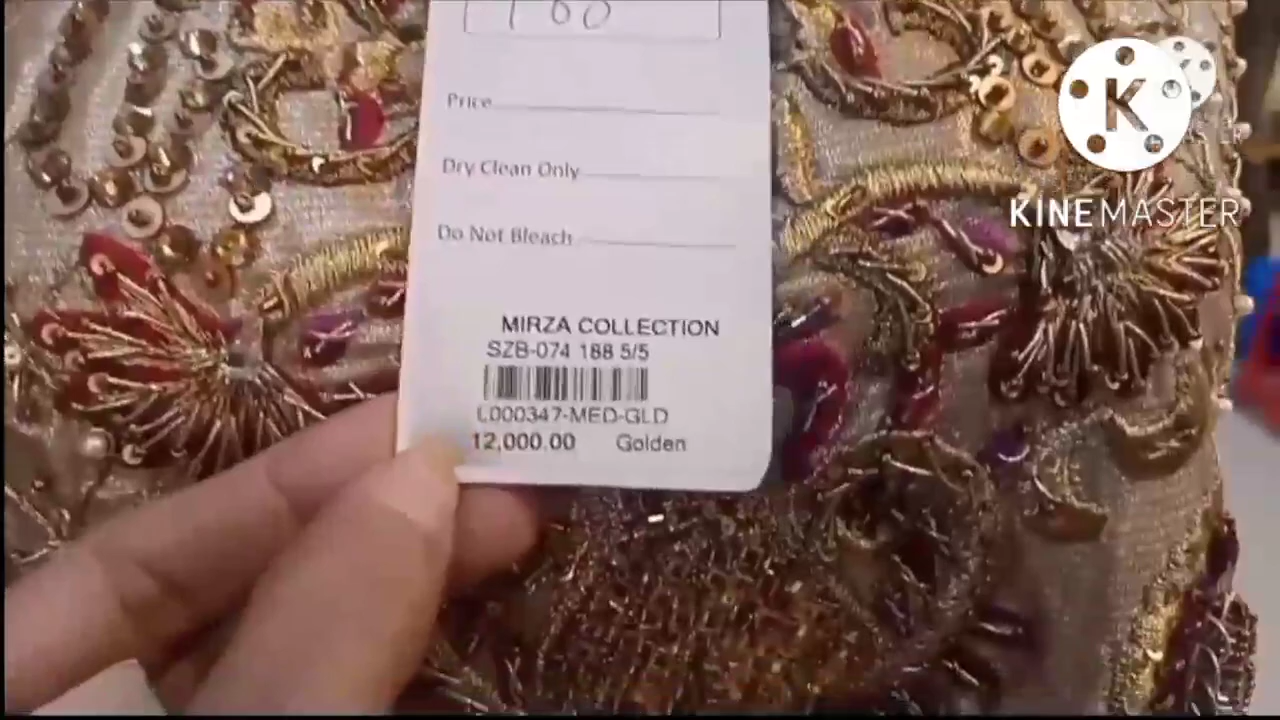 Price
Dry Clean Only
Do Not Bleach
MIRZA COLLECTION
SZB-074 188 5/5
L000347-MED-GLD
12,000.00 Golden
K
KINEMASTER